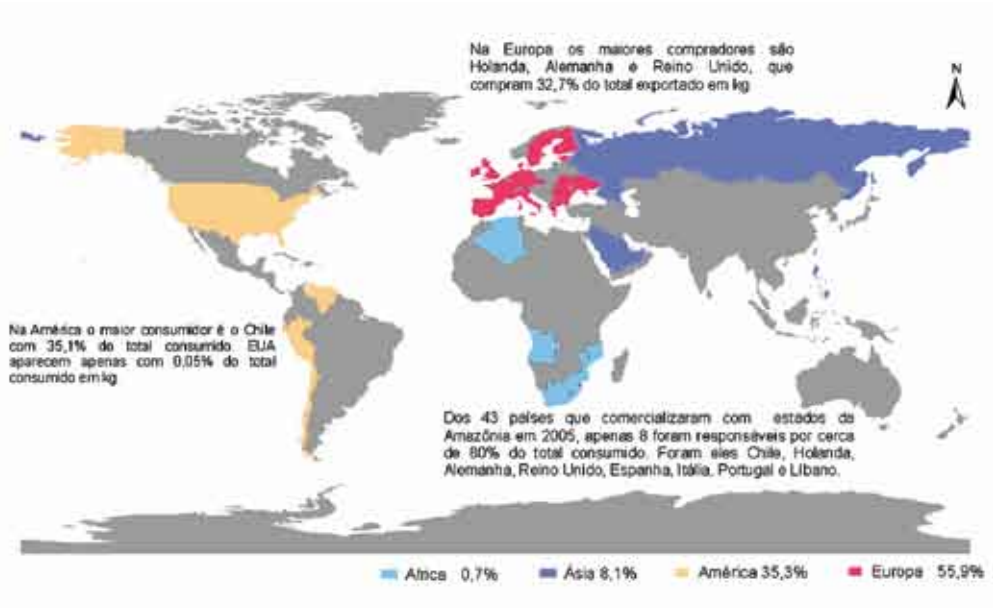 Na Europa os maiores compradores são
Holanda, Alemanha e Reino Unido, que
compram 32,7% do total exportado em kg
N
Na América o maior consumidor é o Chile
com 35,1% do total consumido. EUA
aparecem apenas com 0,05% do total
consumido em kg
Dos 43 países que comercializaram com estados da
Amazônia em 2005, apenas 8 foram responsáveis por cerca
de 80% do total consumido. Foram eles Chile, Holanda,
Alemanha, Reino Unido, Espanha, Itália, Portugal e Líbano.
Africa 0,7%
Ásia 8,1%
América 35,3%
Europa 55,9%